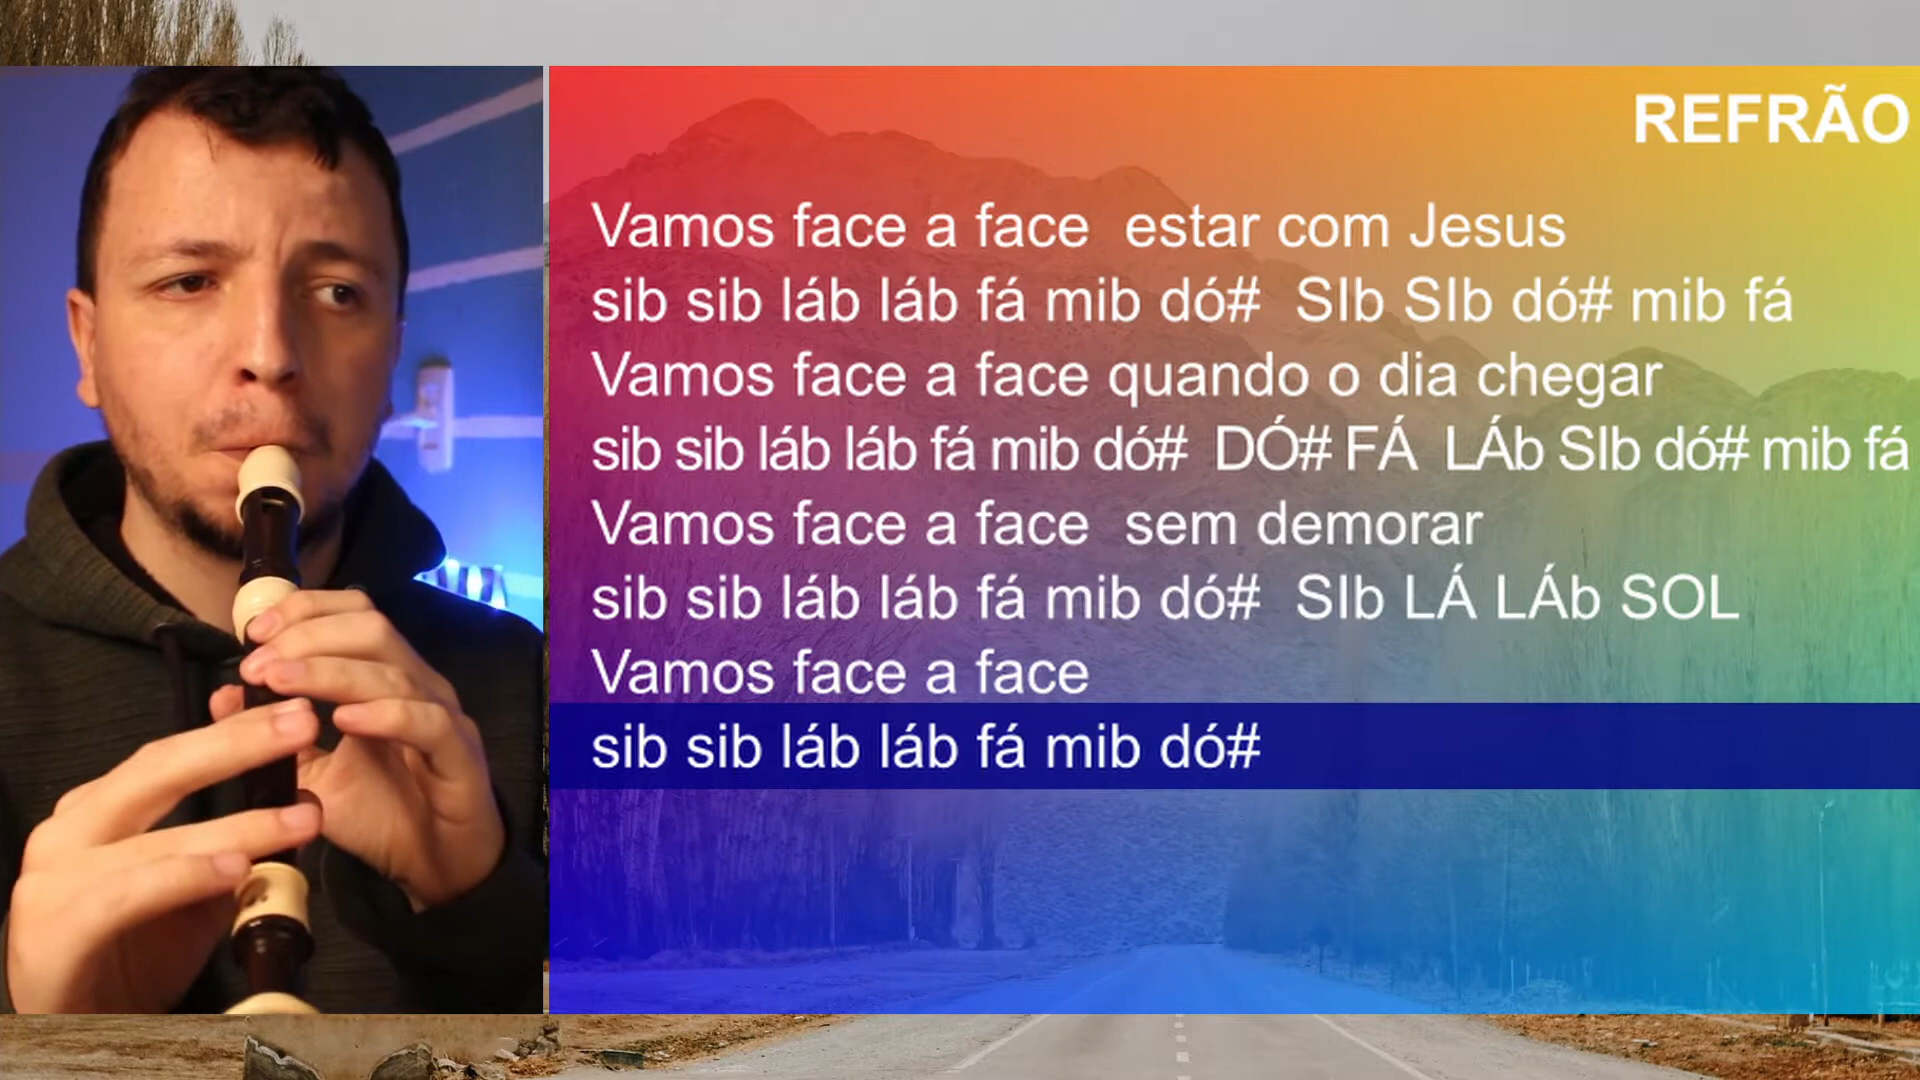 REFRÃO
Vamos face a face estar com Jesus
sib sib láb láb fá mib dó# SIb SIb dó# mib fá
Vamos face a face quando o dia chegar
sib sib láb láb fá mib dó# DÓ# FÁ LÁb SIb dó# mib fá
Vamos face a face sem demorar
sib sib láb láb fá mib dó# SIb LÁ LÁb SOL
Vamos face a face
sib sib láb láb fá mib dó#